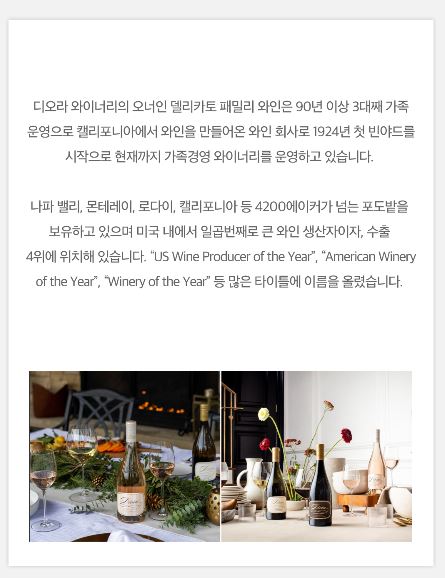 디오라 와이너리의 오너인 델리카토 패밀리 와인은 90년 이상 3대째 가족
운영으로 캘리포니아에서 와인을 만들어온 와인 회사로 1924년 첫 빈야드를
시작으로 현재까지 가족경영 와이너리를 운영하고 있습니다.
나파 밸리, 몬테레이, 로다이, 캘리포니아 등 4200에이커가 넘는 포도밭을
보유하고 있으며 미국 내에서 일곱번째로 큰 와인 생산자이자, 수출
4위에 위치해 있습니다. “US Wine Producer of the Year”, “American Winery
of the Year”, “Winery of the Year” 등 많은 타이틀에 이름을 올렸습니다.